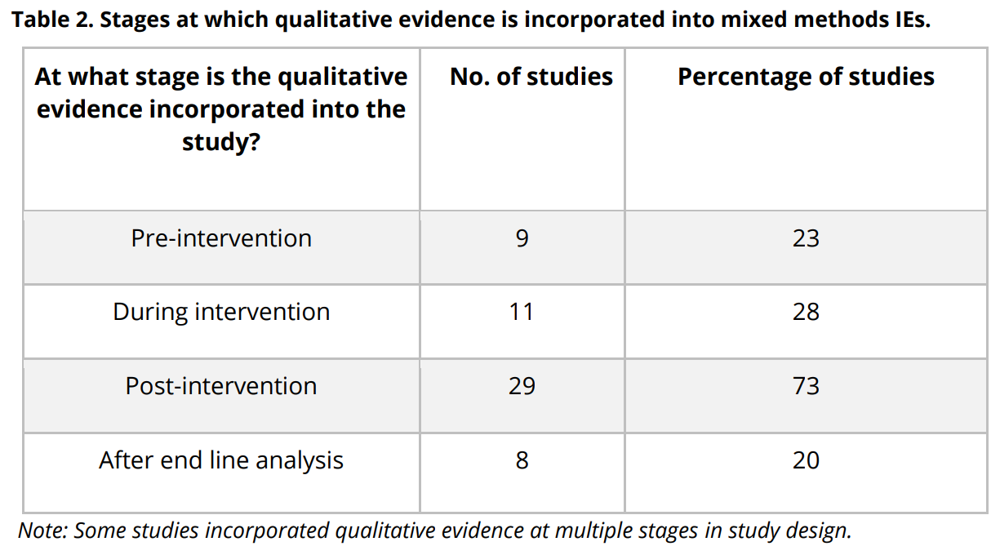 Table 2. Stages at which qualitative evidence is incorporated into mixed methods IEs.
At what stage is the qualitative
evidence incorporated into the
study?
No. of studies
Percentage of studies
Pre-intervention 9 23
During intervention 11 28
Post-intervention 29 73
After end line analysis 8 20
Note: Some studies incorporated qualitative evidence at multiple stages in study design.